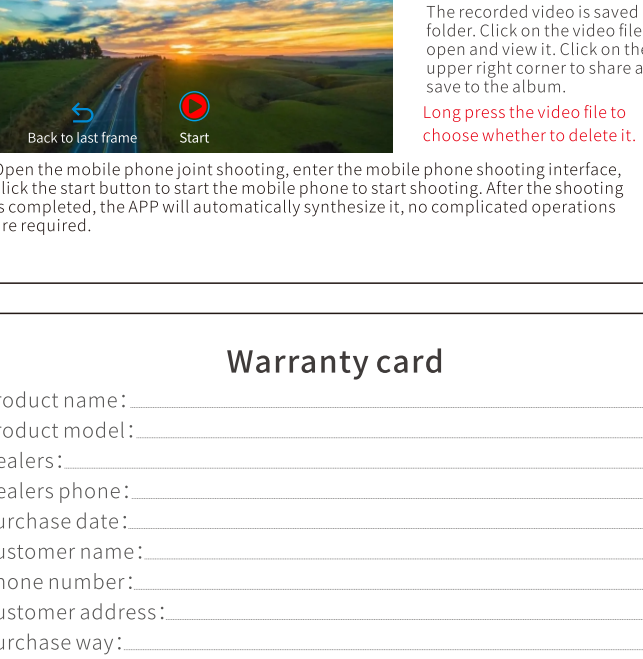 The recorded video is saved
folder. Click on the video file
open and view it. Click on the
upper right corner to share a
save to the album.
Long press the video file to
choose whether to delete it.
Back to last frame
Start
Open the mobile phone joint shooting, enter the mobile phone shooting interface,
lick the start button to start the mobile phone to start shooting. After the shooting
s completed, the APP will automatically synthesize it, no complicated operations
re required.
Warranty card
roduct name:
roduct model:
ealers:
ealers phone:
urchase date:
ustomer name:
hone number:
ustomer address:
urchase way: